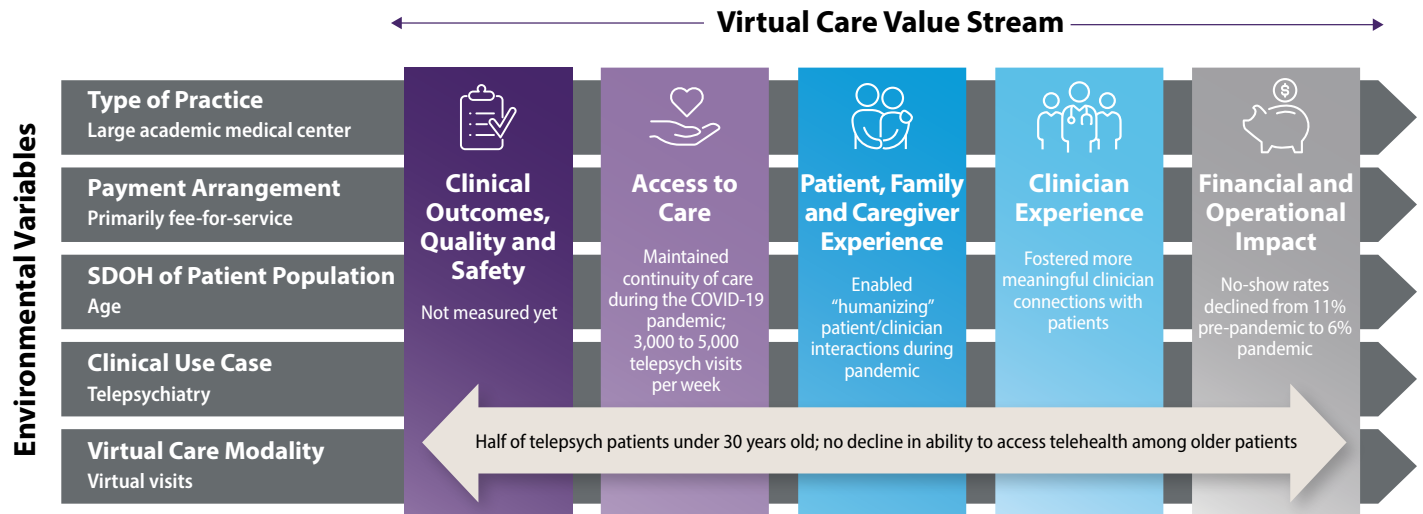 Virtual Care Value Stream
Environmental Variables
Type of Practice
Large academic medical center
Payment Arrangement
Primarily fee-for-service
SDOH of Patient Population
Age
Clinical Use Case
Telepsychiatry
Virtual Care Modality
Virtual visits
Clinical
Outcomes,
Quality and
Safety
Not measured yet
Access to
Care
Maintained
continuity of care
during the COVID-19
pandemic;
3,000 to 5,000
telepsych visits
per week
Patient, Family
and Caregiver
Experience
Enabled
“humanizing”
patient/clinician
interactions during
pandemic
Clinician
Experience
Fostered more
meaningful clinician
connections with
patients
$
Financial and
Operational
Impact
No-show rates
declined from 11%
pre-pandemic to 6%
pandemic
Half of telepsych patients under 30 years old; no decline in ability to access telehealth among older patients